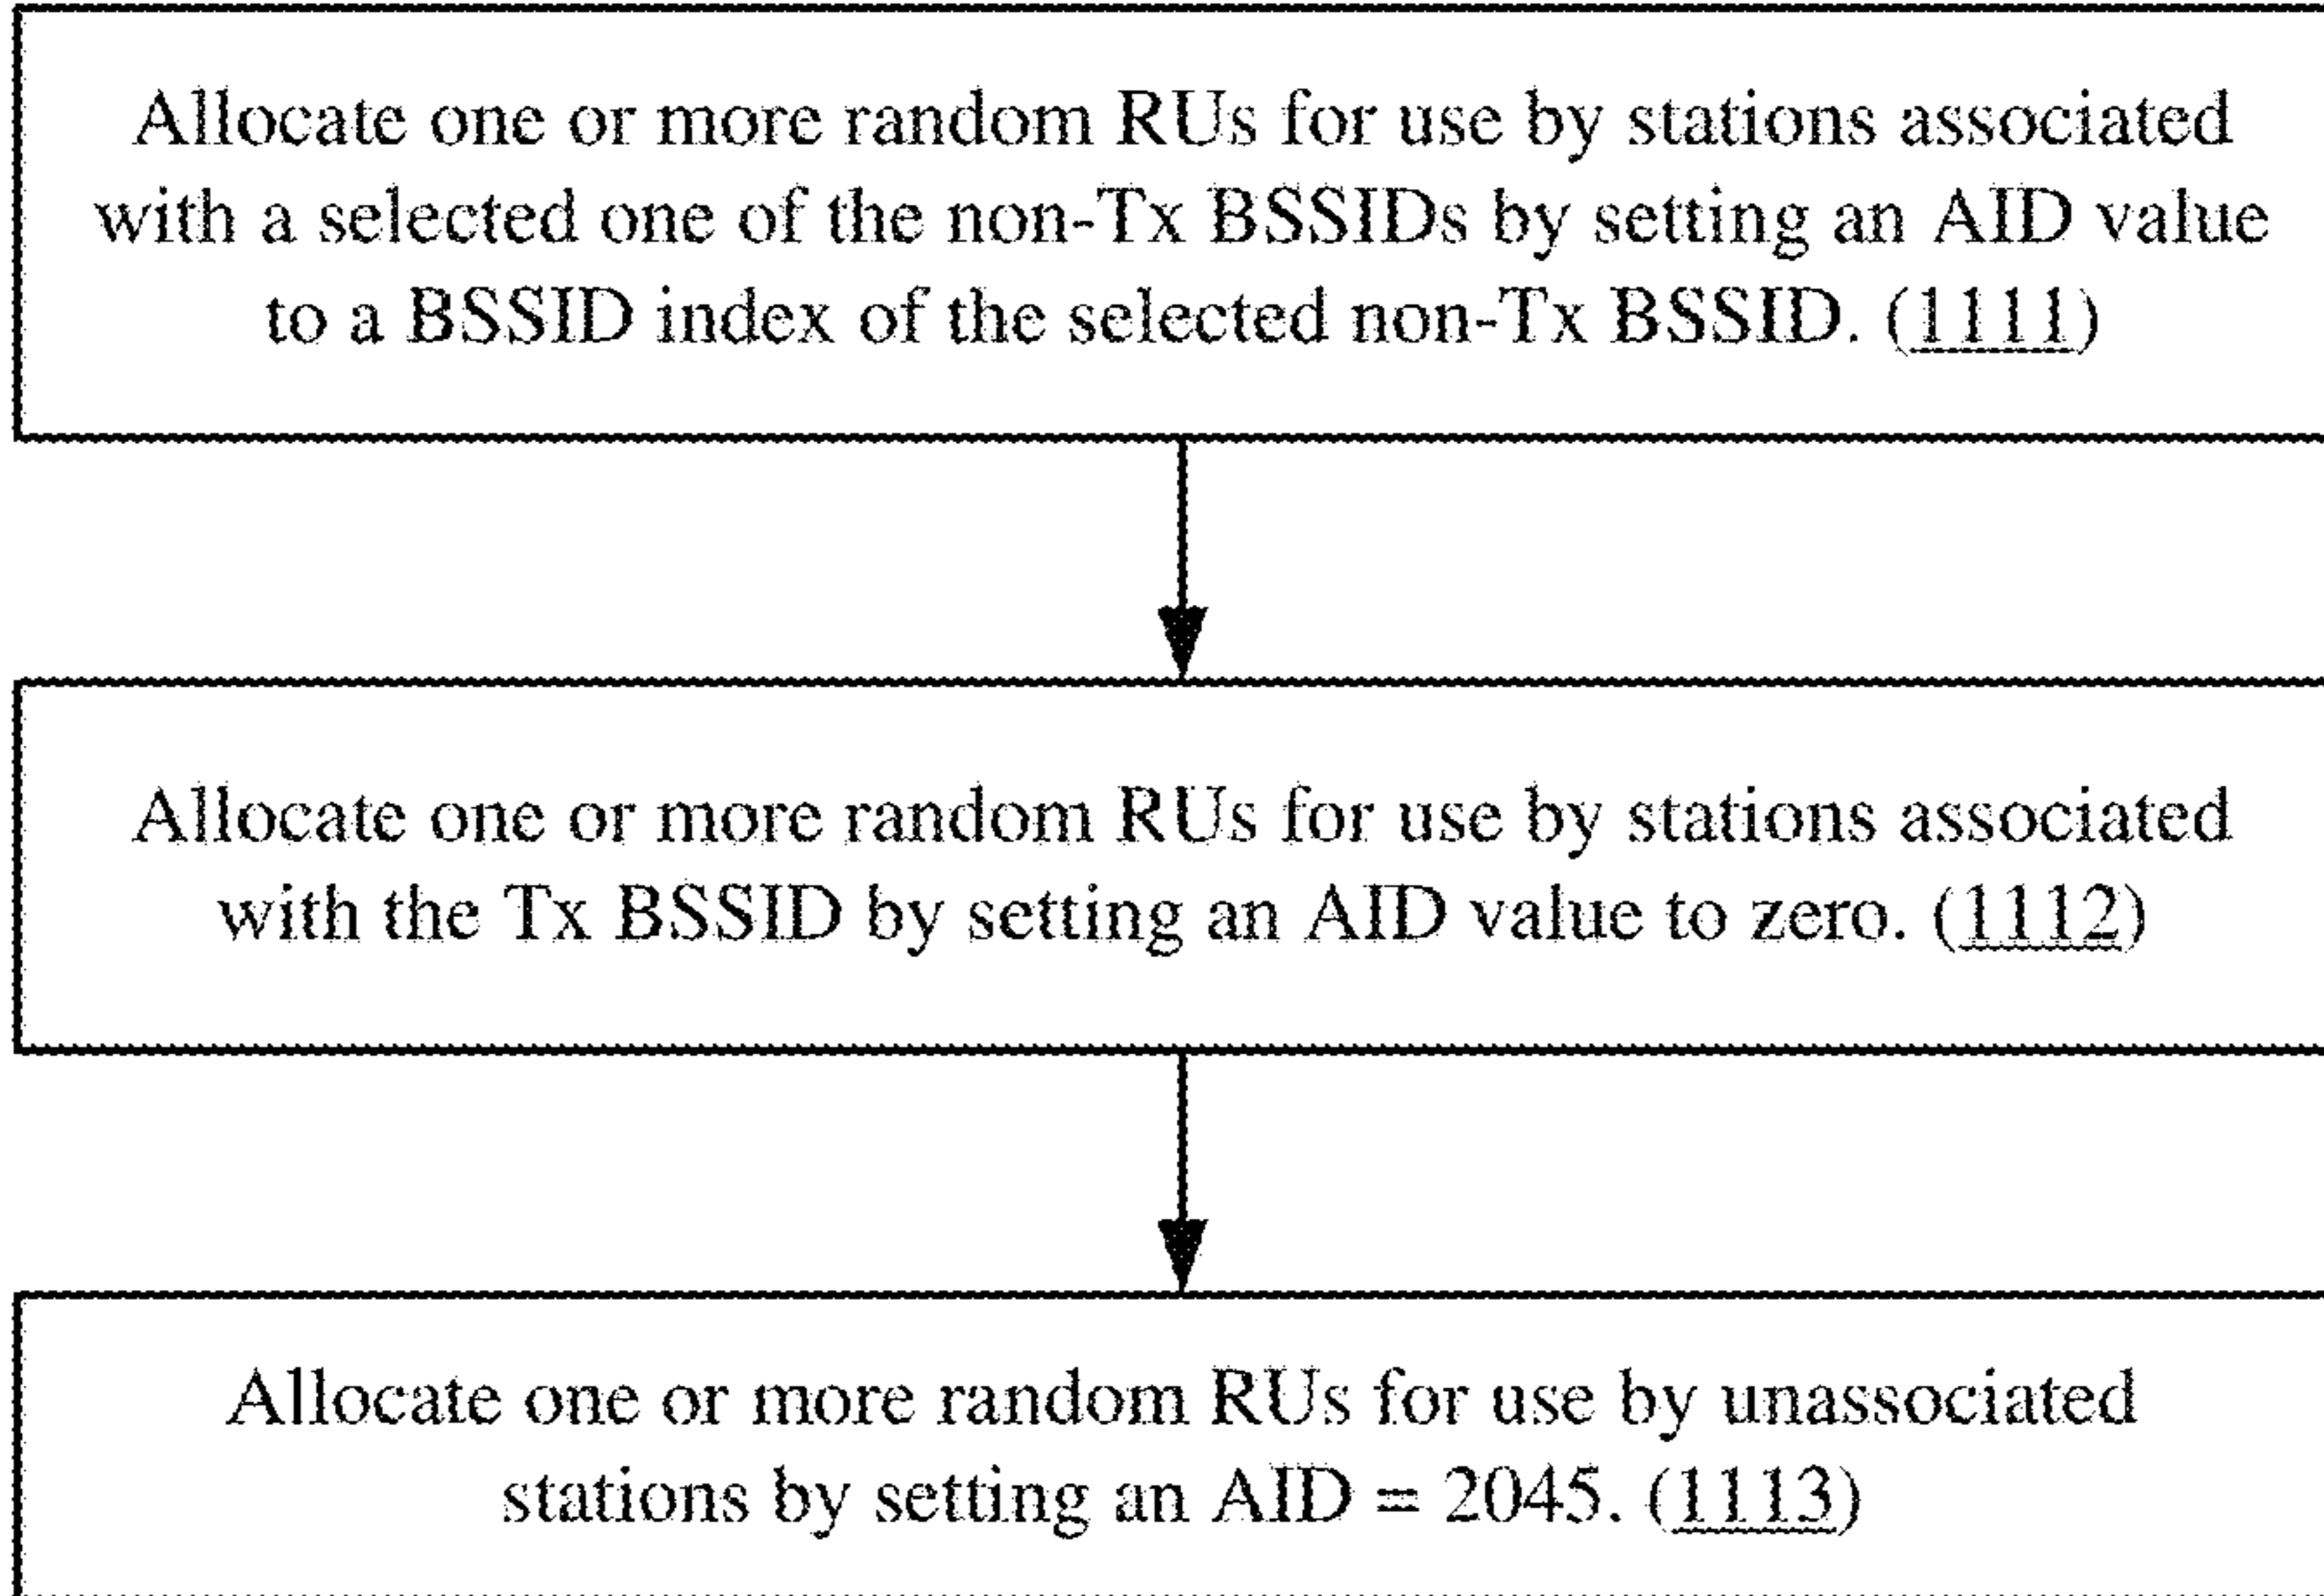 Allocate one or more random RUs for use by stations associated
with a selected one of the non-Tx BSSIDs by setting an AID value
to a BSSID index of the selected non-Tx BSSID. (1111)
Allocate one or more random RUs for use by stations associated
with the Tx BSSID by setting an AID value to zero. (1112)
Allocate one or more random RUs for use by unassociated
stations by setting an AID = 2045. (1113)